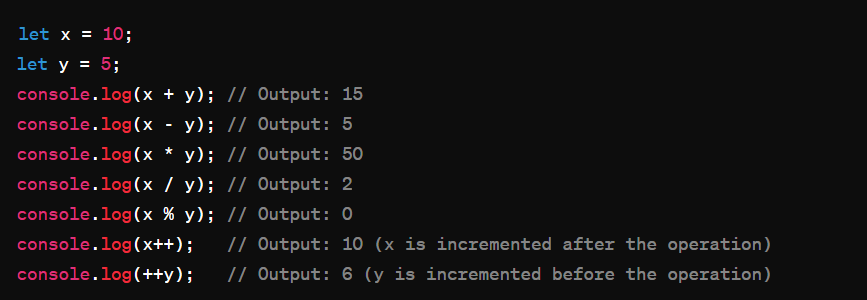 let x = 10;
let y = 5;
console.log(x + y); // Output: 15
console.log(x - y); // Output: 5
console.log(x * y); // Output: 50
console.log(x / y); // Output: 2
console.log(x % y); // Output: 0
console.log(x++);   // Output: 10 (x is incremented after the operation)
console.log(++y);   // Output: 6 (y is incremented before the operation)